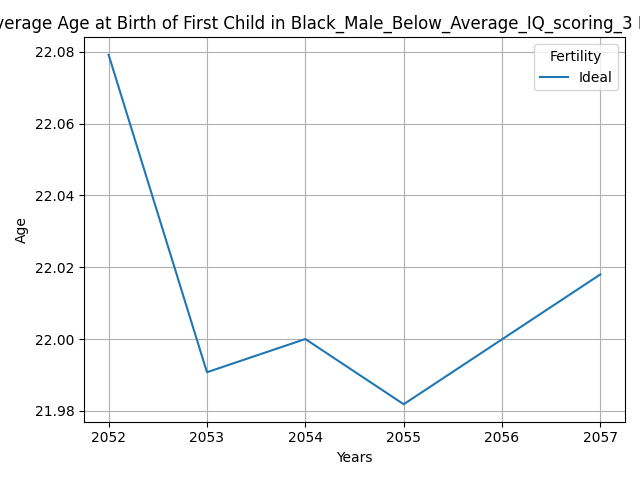 verage Age at Birth of First Child in Black_Male_Below_Average_IQ_scoring_3
22.08
22.06
22.04
22.02
22.00
21.98
Age
2052 2053 2054 2055 2056 2057
Years
Fertility
Ideal